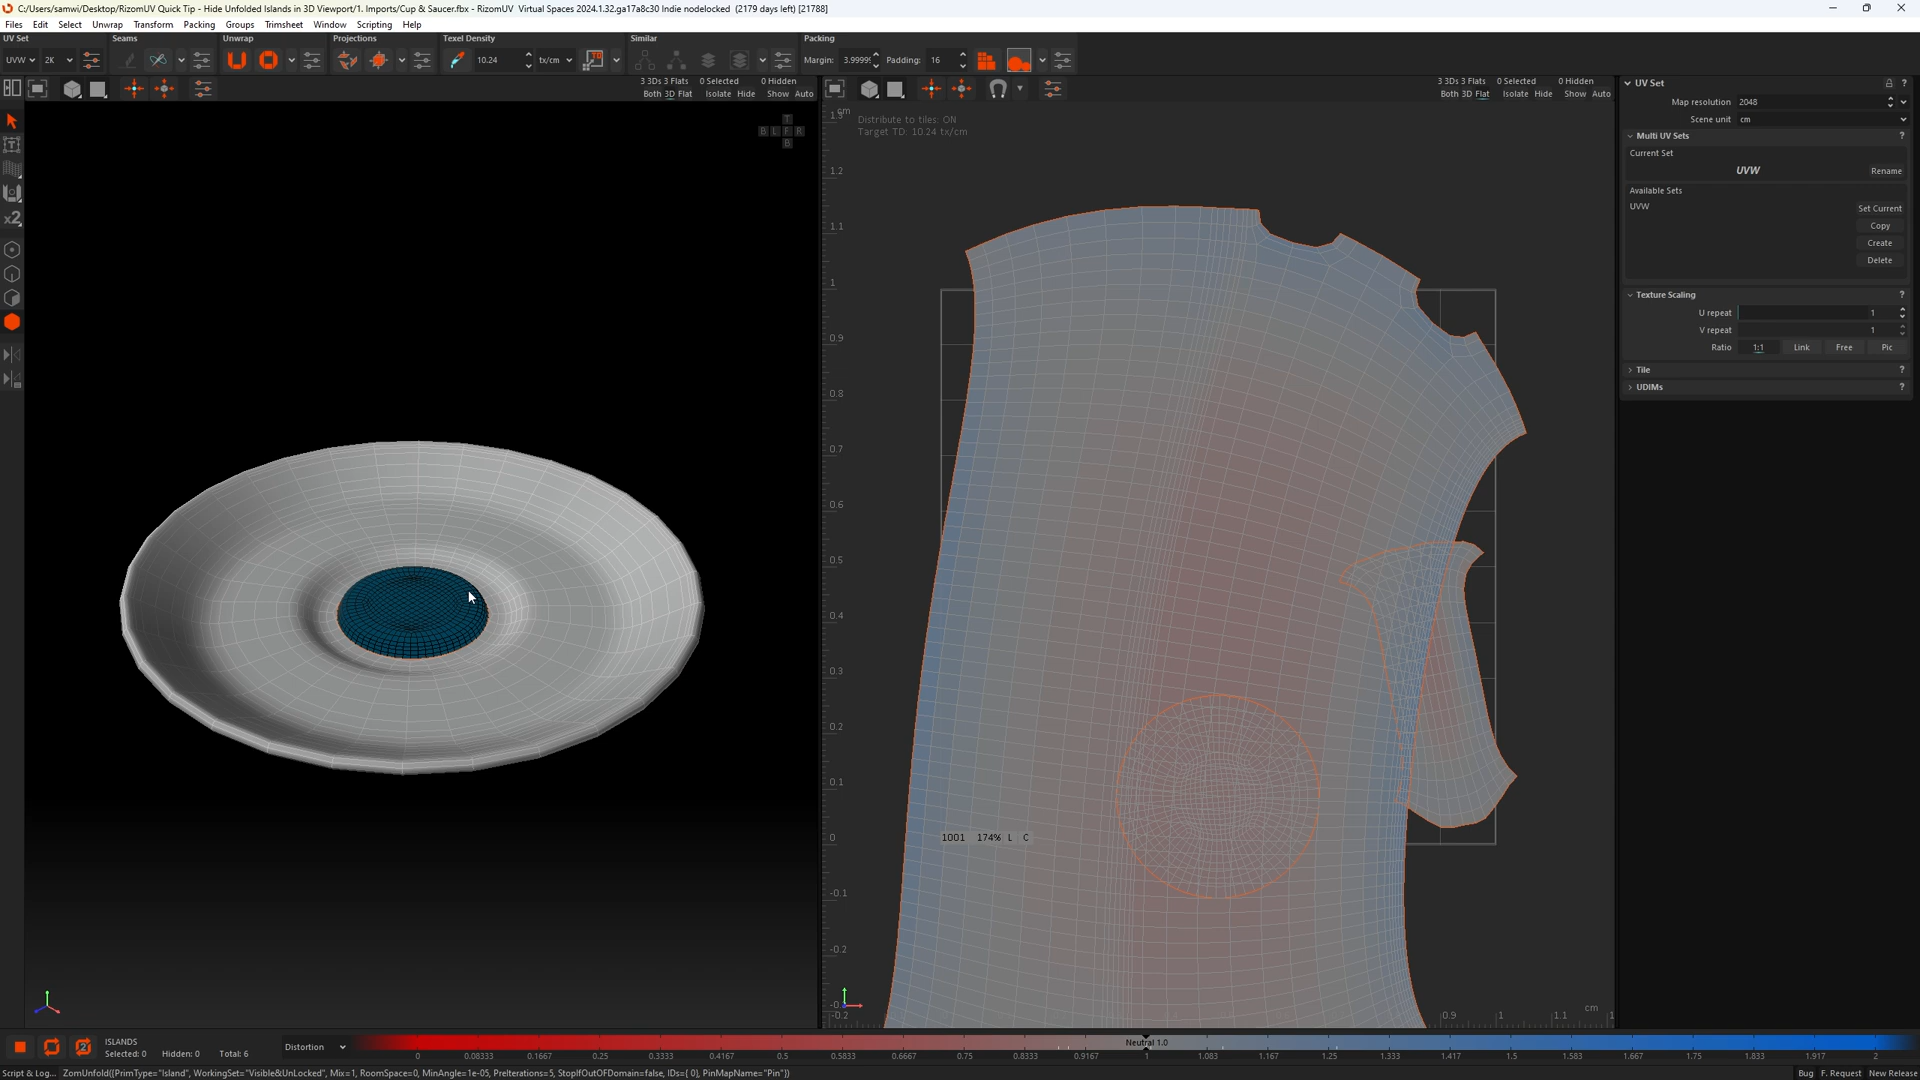 C:/Users/samwi/Desktop/RizomUV Quick Tip - Hide Unfolded Islands in 3D Viewport/1. Imports/Cup & Saucer.fbx - RizomUV Virtual Spaces 2024.1.32.ga17a8c30 Indie nodelocked (2179 days left) [21788]
Files Edit Select Unwrap Transform Packing Groups Trimsheet Window Scripting Help
UV Set Seams Unwrap Projections Texel Density Similar Packing
UVW 2K 10.24 tx/cm Margin: 3.9999 Padding: 16
3 3Ds 3 Flats 0 Selected 0 Hidden
Both 3D Flat Isolate Hide Show Auto
3 3Ds 3 Flats 0 Selected 0 Hidden
Both 3D Flat Isolate Hide Show Auto
T
B L F R
B
cm
Distribute to tiles: ON
Target TD: 10.24 tx/cm
1.2
1.1
1
0.9
0.8
0.7
0.6
0.5
0.4
0.3
0.2
0.1
0
-0.1
-0.2
1001 174% L C
-0.2 0.9 1 1.1
cm
UV Set ?
Map resolution 2048
Scene unit cm
Multi UV Sets ?
Current Set
UVW Rename
Available Sets
UVW Set Current
Copy
Create
Delete
Texture Scaling ?
U repeat 1
V repeat 1
Ratio 1:1 Link Free Pic
Tile ?
UDIMs ?
ISLANDS
Selected: 0 Hidden: 0 Total: 6
Distortion
Neutral 1.0
0 0.08333 0.1667 0.25 0.3333 0.4167 0.5 0.5833 0.6667 0.75 0.8333 0.9167 1 1.083 1.167 1.25 1.333 1.417 1.5 1.583 1.667 1.75 1.833 1.917 2
Script & Log... ZomUnfold({PrimType="Island", WorkingSet="Visible&UnLocked", Mix=1, RoomSpace=0, MinAngle=1e-05, PreIterations=5, StopIfOutOFDomain=false, IDs={ 0}, PinMapName="Pin"})
Bug F. Request New Release